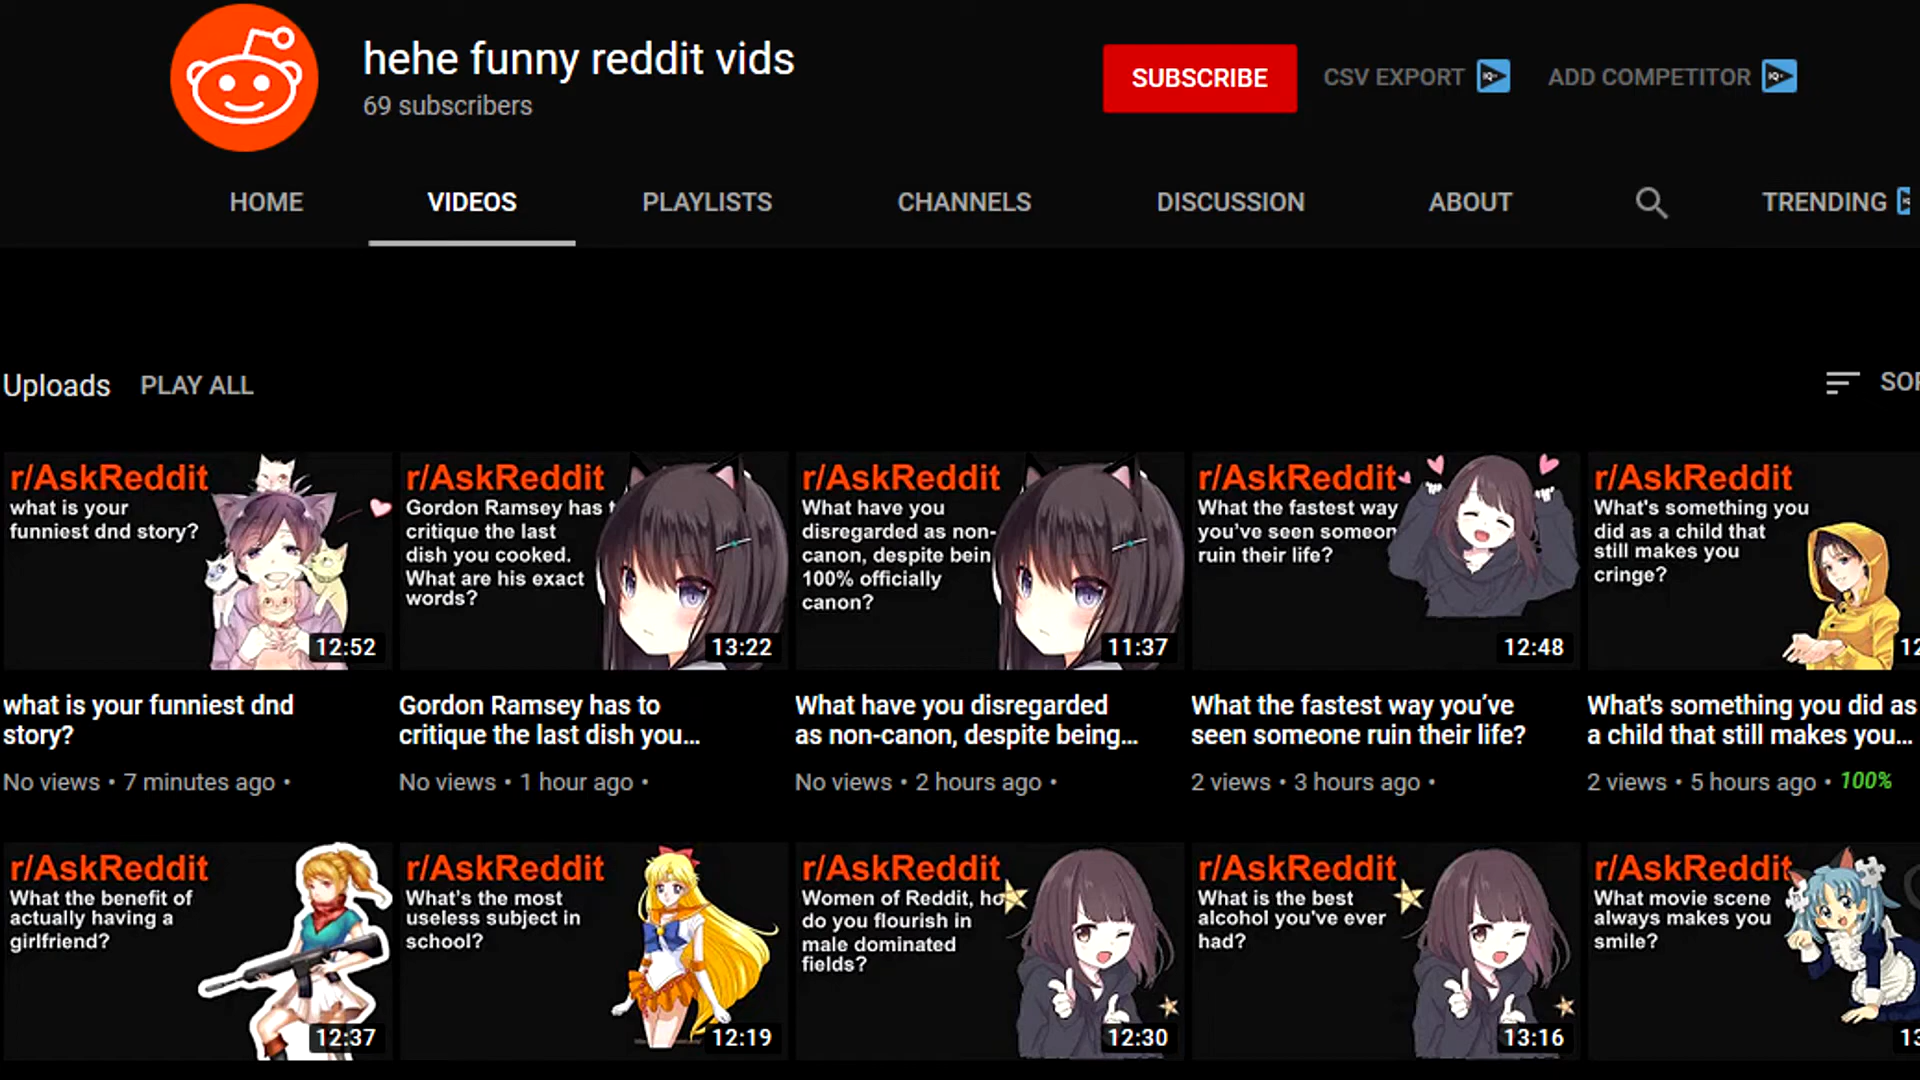 hehe funny reddit vids
69 subscribers
SUBSCRIBE
CSV EXPORT
IQ
ADD COMPETITOR
IQ
HOME
VIDEOS
PLAYLISTS
CHANNELS
DISCUSSION
ABOUT
TRENDING
Uploads
PLAY ALL
SOR
r/AskReddit
what is your
funniest dnd story?
12:52
r/AskReddit
Gordon Ramsey has t
critique the last
dish you cooked.
What are his exact
words?
13:22
r/AskReddit
What have you
disregarded as non-
canon, despite bein
100% officially
canon?
11:37
r/AskReddit
What the fastest way
you've seen someon
ruin their life?
12:48
r/AskReddit
What's something you
did as a child that
still makes you
cringe?
12
what is your funniest dnd
story?
No views • 7 minutes ago •
Gordon Ramsey has to
critique the last dish you...
No views • 1 hour ago •
What have you disregarded
as non-canon, despite being...
No views • 2 hours ago •
What the fastest way you've
seen someone ruin their life?
2 views • 3 hours ago •
What's something you did as
a child that still makes you...
2 views • 5 hours ago • 100%
r/AskReddit
What the benefit of
actually having a
girlfriend?
12:37
r/AskReddit
What's the most
useless subject in
school?
12:19
r/AskReddit
Women of Reddit, ho
do you flourish in
male dominated
fields?
12:30
r/AskReddit
What is the best
alcohol you've ever
had?
13:16
r/AskReddit
What movie scene
always makes you
smile?
13